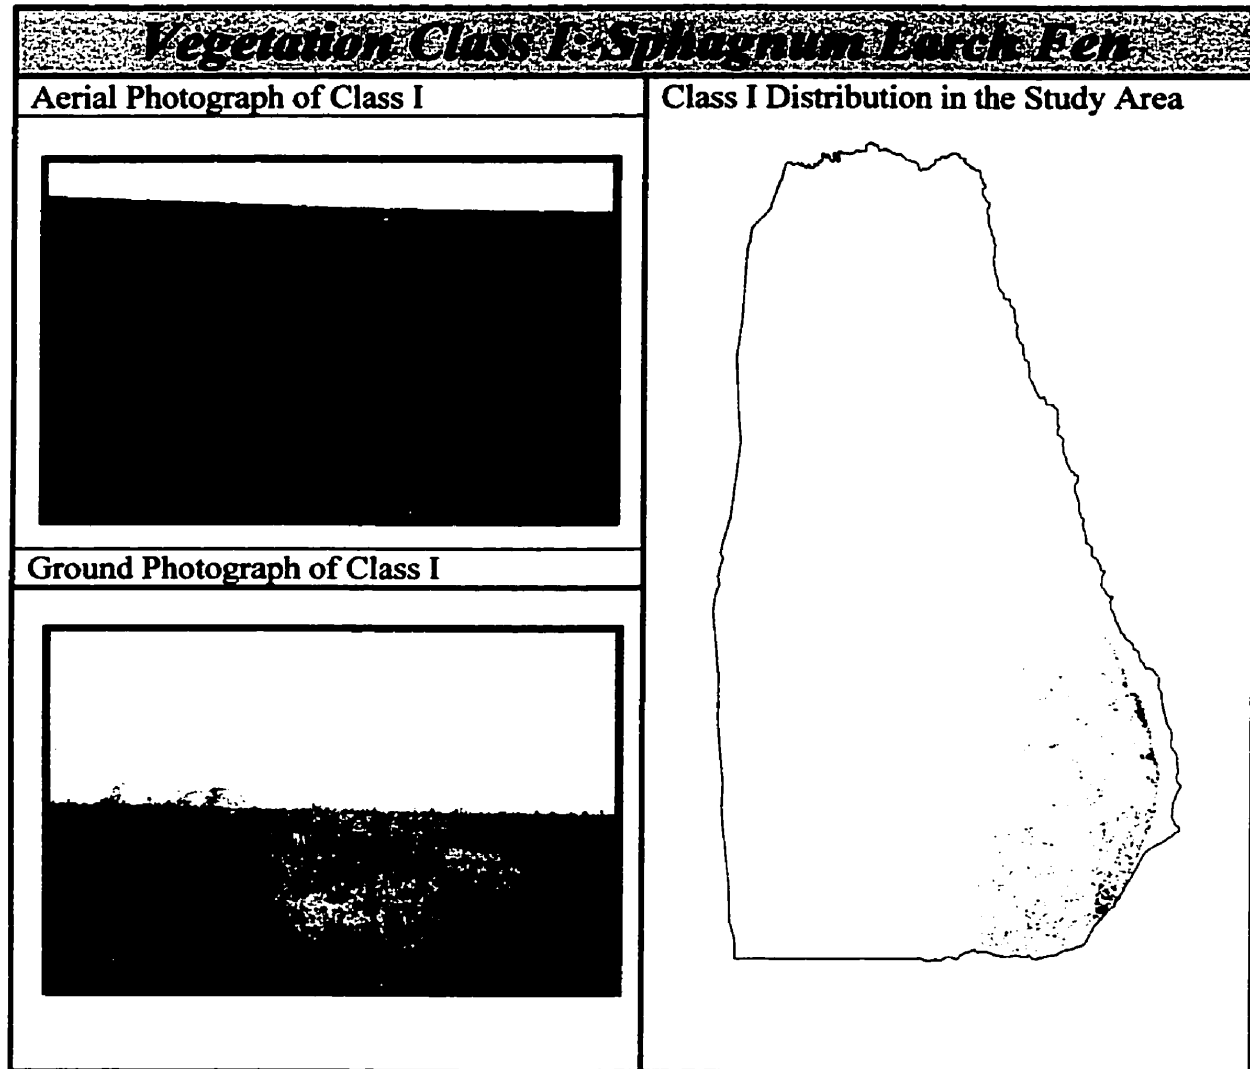 Vegetation Class I: Sphagnum Larch Fen
Aerial Photograph of Class I
Class I Distribution in the Study Area
Ground Photograph of Class I